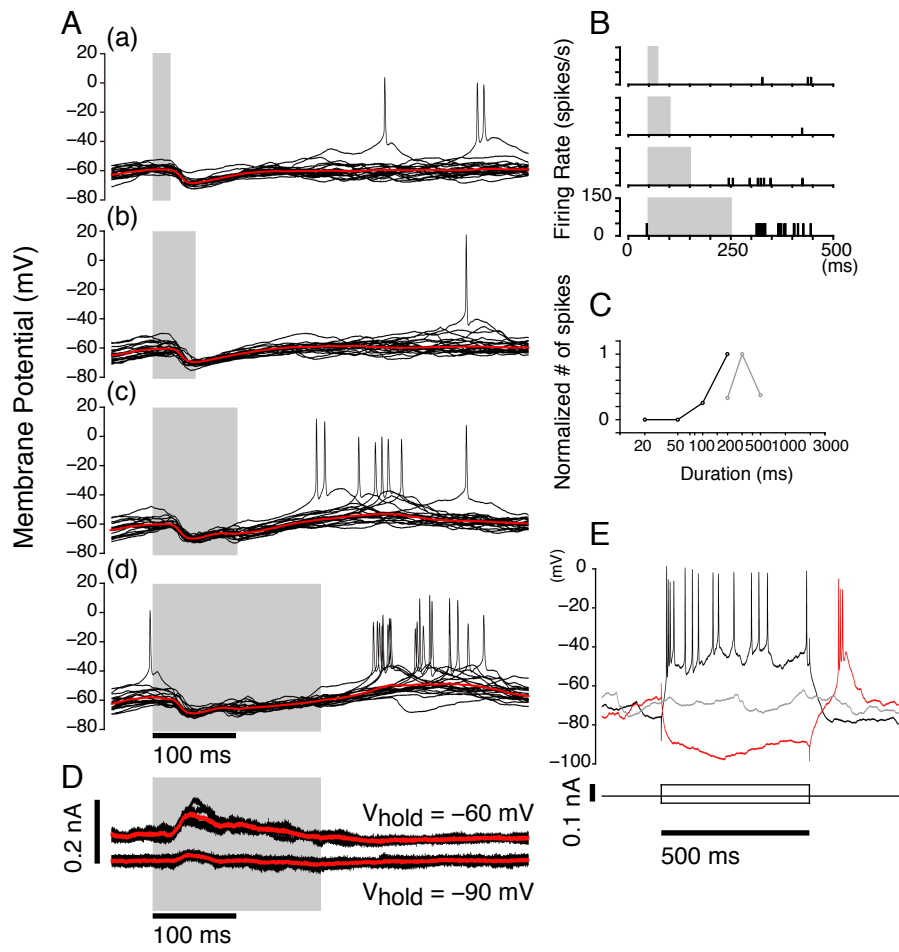 A
(a)
20
0
−20
−40
−60
−80
(b)
20
0
−20
−40
−60
−80
(c)
20
0
−20
−40
−60
−80
(d)
20
0
−20
−40
−60
−80
Membrane Potential (mV)
100 ms
B
Firing Rate (spikes/s)
150
0
0 250 500
(ms)
C
Normalized # of spikes
1
0
20 50 100 200 200 500 1000 3000
Duration (ms)
D
0.2 nA
Vhold = −60 mV
Vhold = −90 mV
100 ms
E
(mV)
0
−20
−40
−60
−80
−100
0.1 nA
500 ms